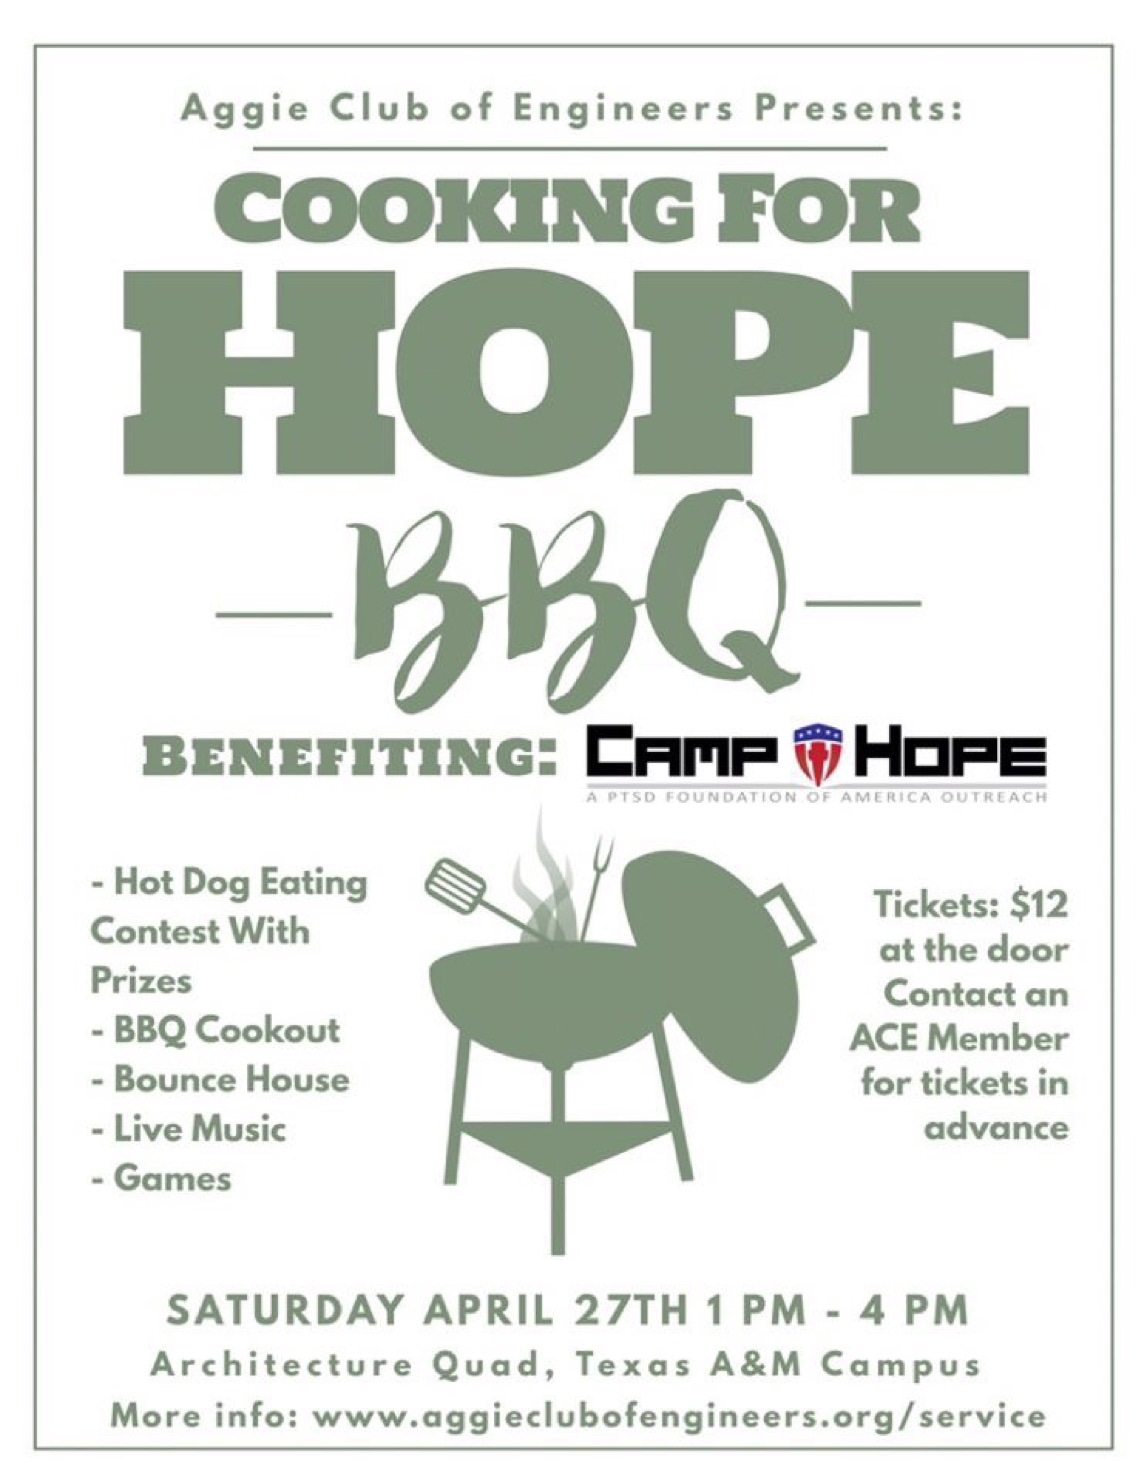 Aggie Club of Engineers Presents:
COOKING FOR
HOPE
BBQ
BENEFITING: CAMP HOPE
A PTSD FOUNDATION OF AMERICA OUTREACH
- Hot Dog Eating
Contest With
Prizes
- BBQ Cookout
- Bounce House
- Live Music
- Games
Tickets: $12
at the door
Contact an
ACE Member
for tickets in
advance
SATURDAY APRIL 27TH 1 PM - 4 PM
Architecture Quad, Texas A&M Campus
More info: www.aggieclubofengineers.org/service